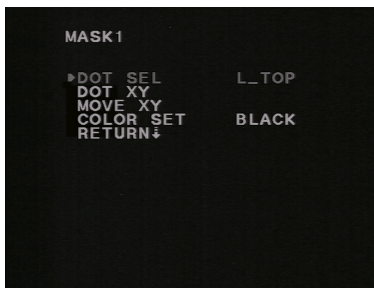 MASK1
DOT SEL L_TOP
DOT XY
MOVE XY
COLOR SET BLACK
RETURN